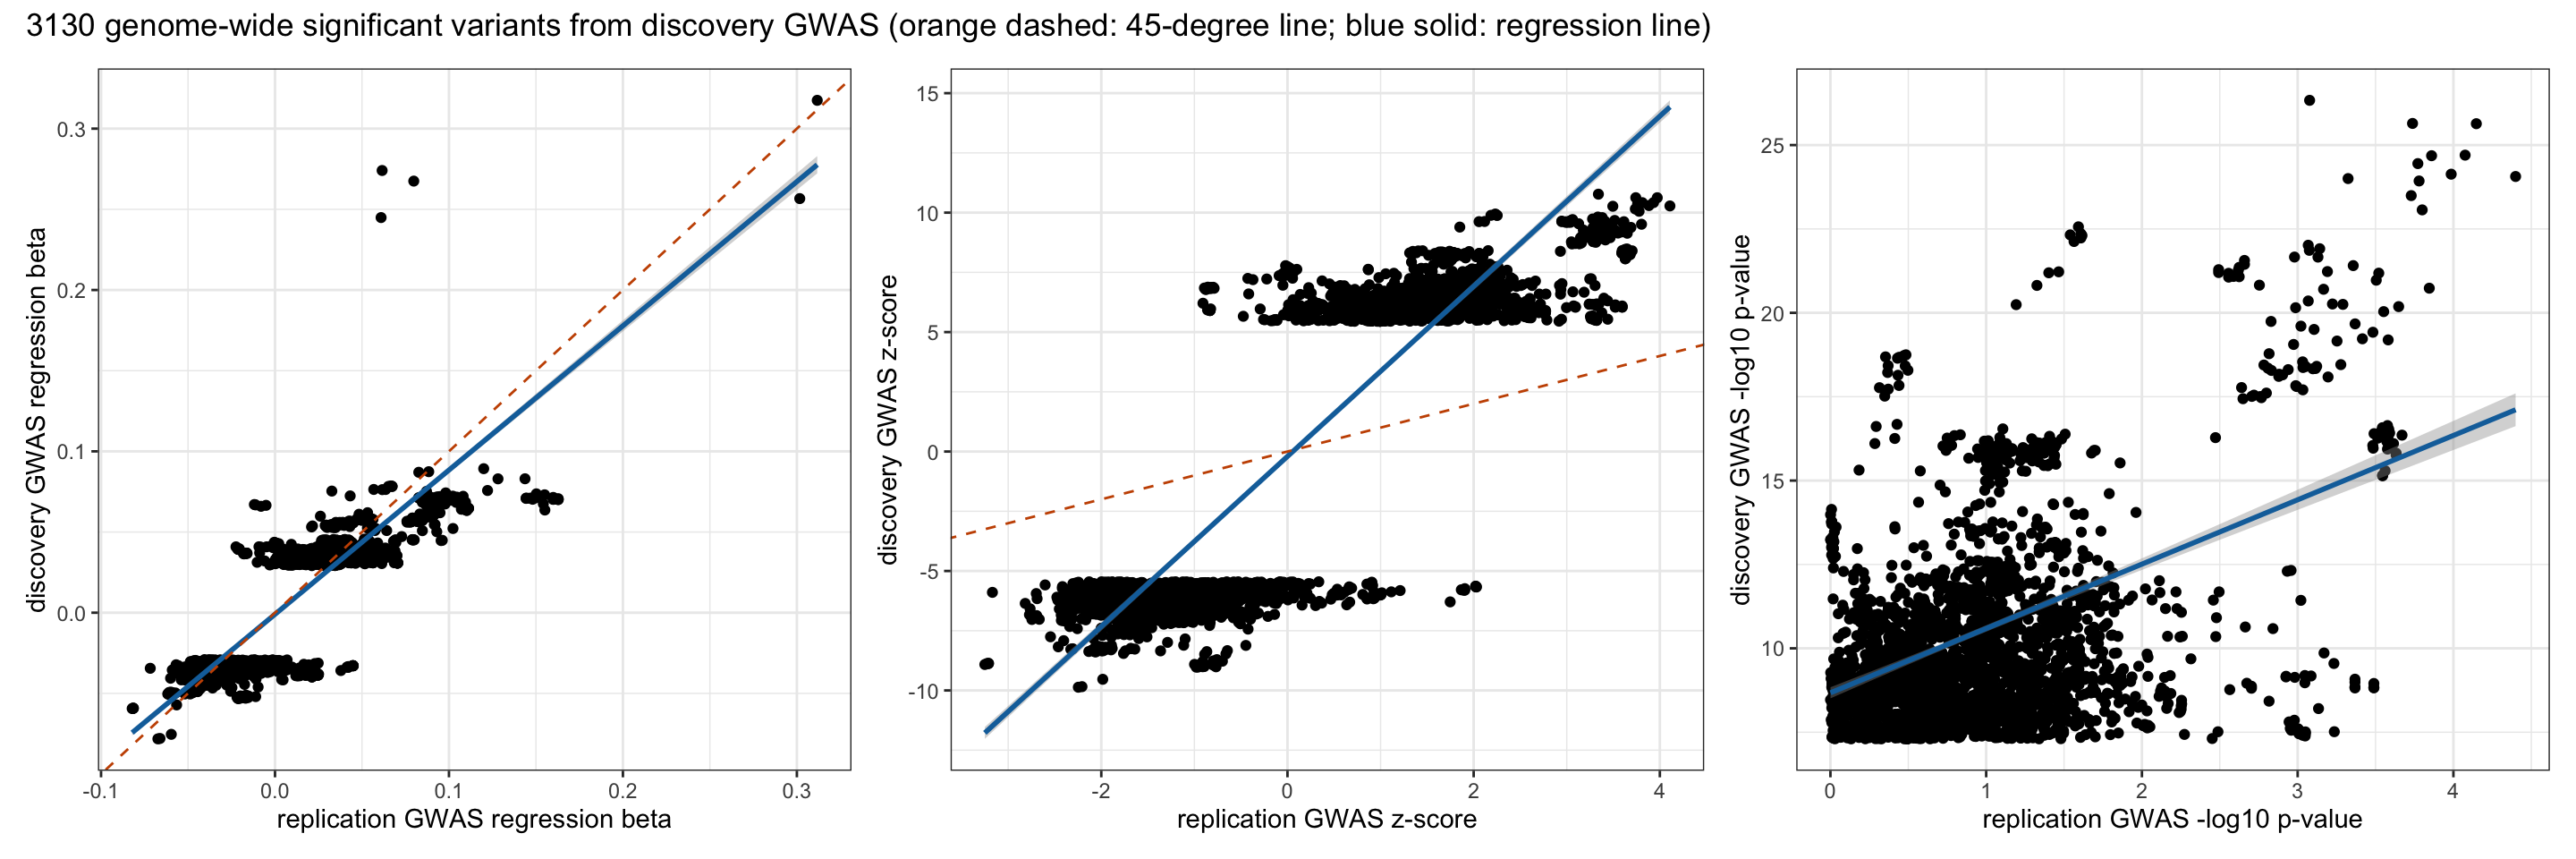 3130 genome-wide significant variants from discovery GWAS (orange dashed: 45-degree line; blue solid: regression line)
discovery GWAS regression beta
0.3
0.2
0.1
0.0
-0.1 0.0 0.1 0.2 0.3
replication GWAS regression beta
discovery GWAS z-score
15
10
5
0
-5
-10
-2 0 2 4
replication GWAS z-score
discovery GWAS -log10 p-value
25
20
15
10
0 1 2 3 4
replication GWAS -log10 p-value